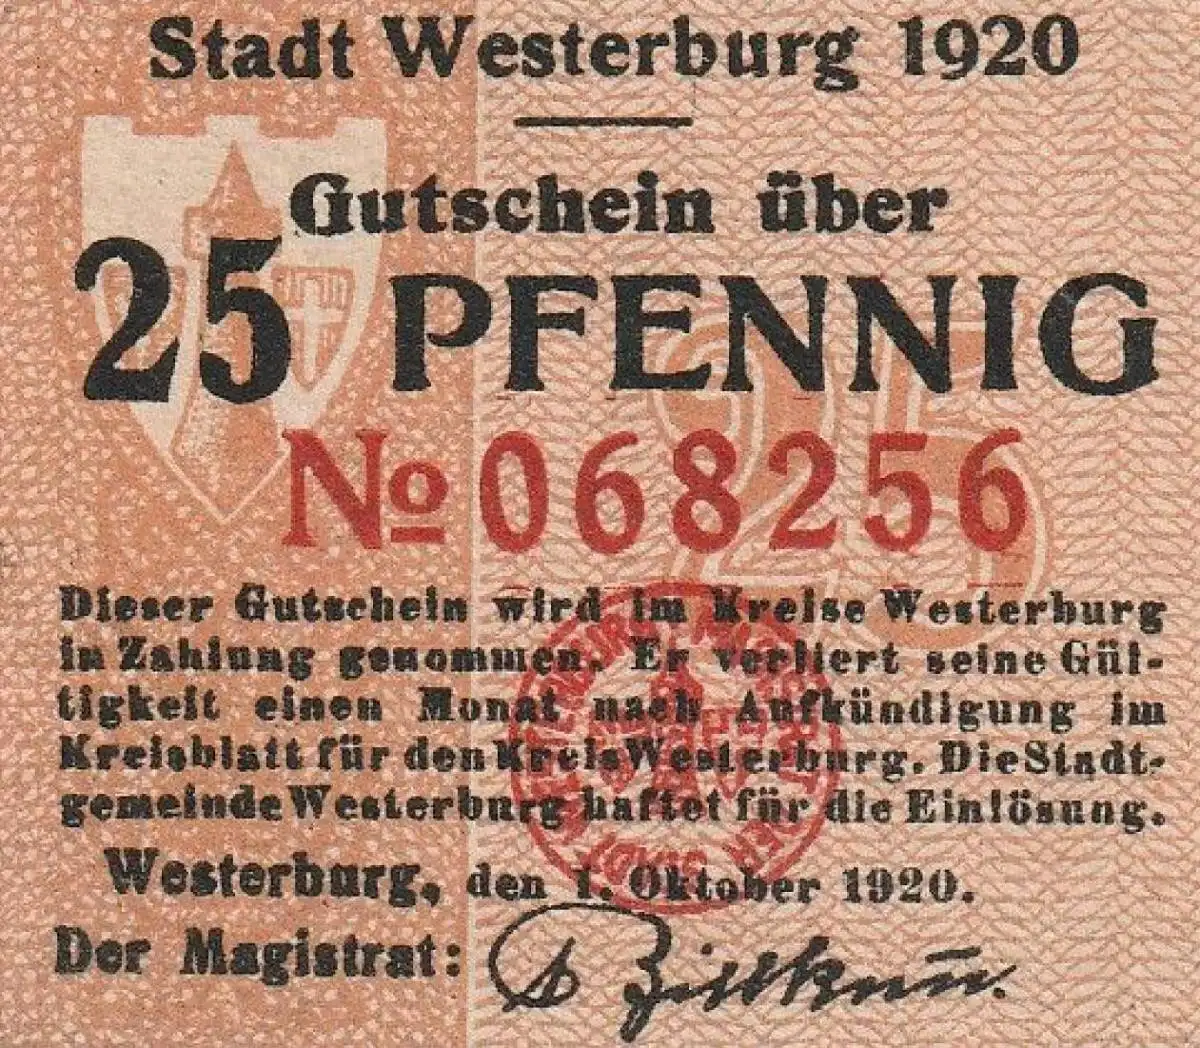 Stadt Westerburg 1920
Gutschein über
25 PFENNIG
25
No 068256
Dieser Gutschein wird im Kreise Westerburg
in Zahlung genommen. Er verliert seine Gül-
tigkeit einen Monat nach Aufkündigung im
Kreisblatt für den Kreis Westerburg. Die Stadt-
gemeinde Westerburg haftet für die Einlösung.
Westerburg, den 1. Oktober 1920.
Der Magistrat: